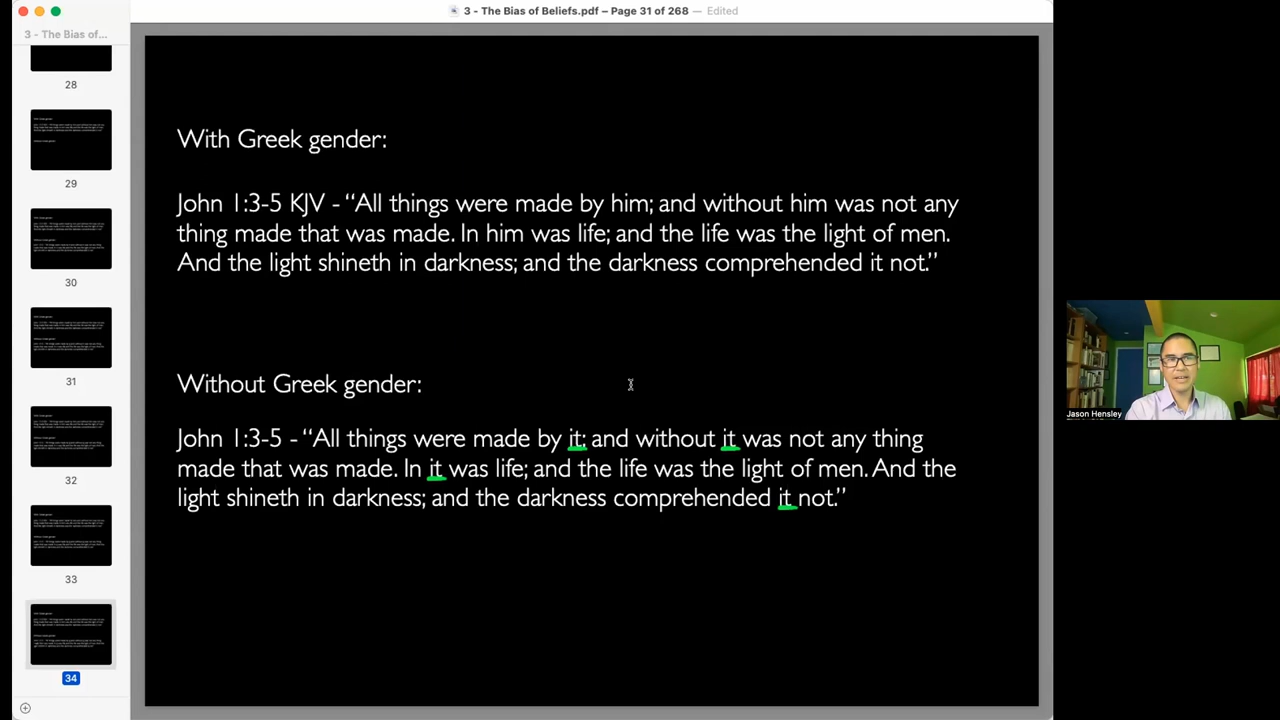 3 - The Bias of Beliefs.pdf – Page 31 of 268 — Edited
3 - The Bias of...
28
29
30
31
32
33
34
With Greek gender:
John 1:3-5 KJV - “All things were made by him; and without him was not any
thing made that was made. In him was life; and the life was the light of men.
And the light shineth in darkness; and the darkness comprehended it not.”
Without Greek gender:
John 1:3-5 - “All things were made by it; and without it was not any thing
made that was made. In it was life; and the life was the light of men. And the
light shineth in darkness; and the darkness comprehended it not.”
Jason Hensley